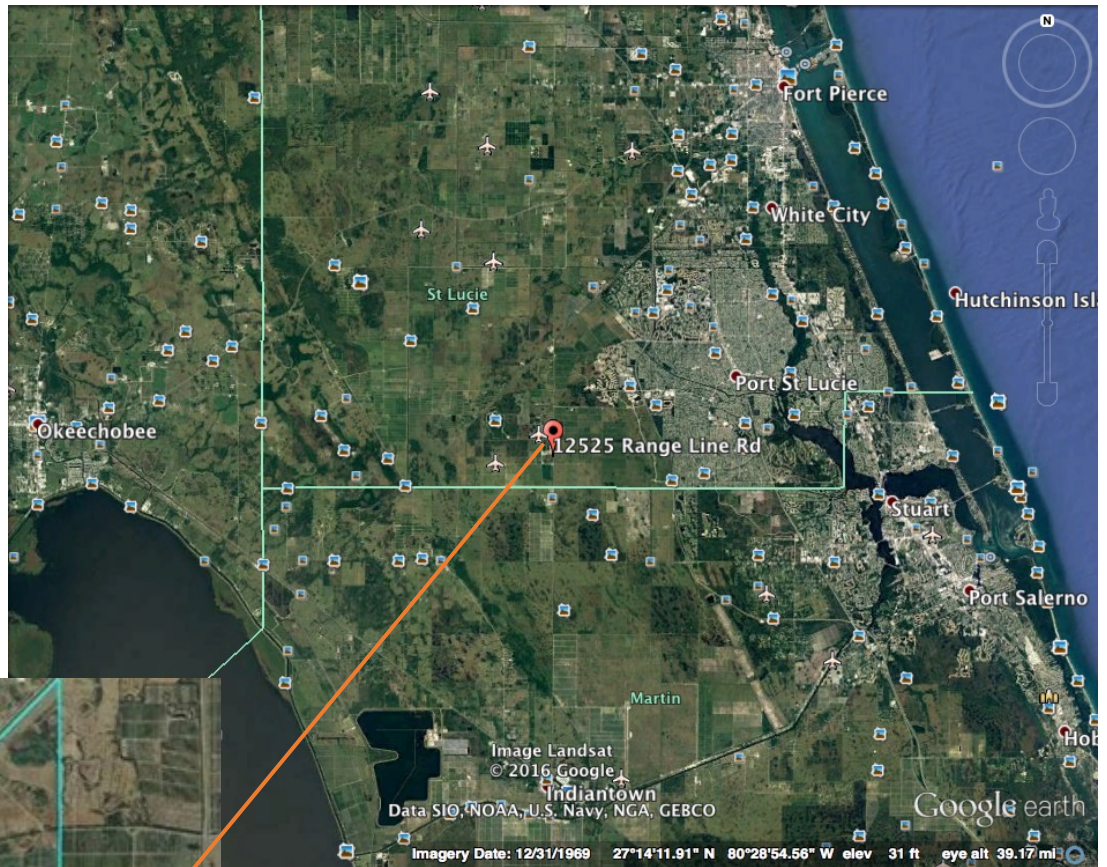 N
Fort Pierce
White City
St Lucie
Port St Lucie
Okeechobee
12525 Range Line Rd
Stuart
Port Salerno
Martin
Image Landsat
© 2016 Google
Indiantown
Data SIO, NOAA, U.S. Navy, NGA, GEBCO
Google earth
Imagery Date: 12/31/1969 27°14'11.91" N 80°28'54.56" W elev 31 ft eye alt 39.17 mi
Hutchinson Isla
Hob